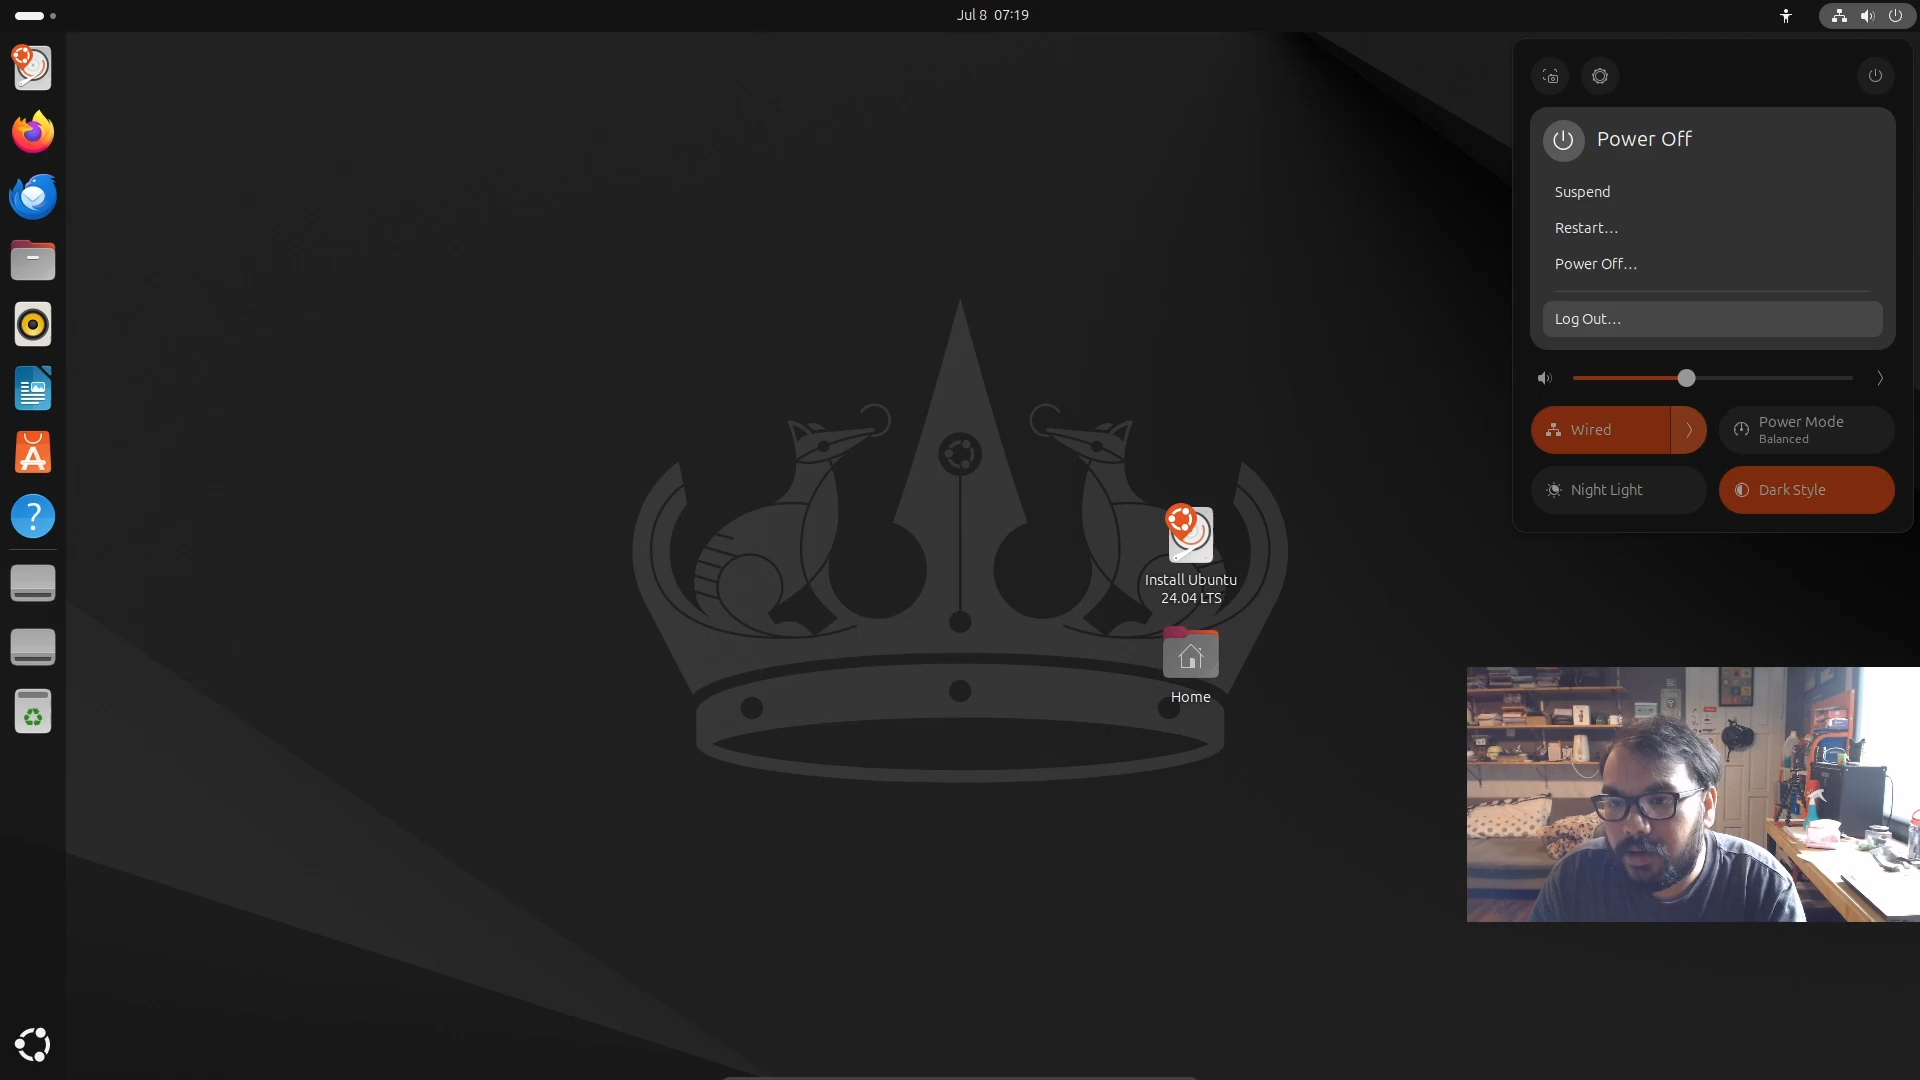 Jul 8 07:19
Power Off
Suspend
Restart...
Power Off...
Log Out...
Wired
Power Mode
Balanced
Night Light
Dark Style
Install Ubuntu
24.04 LTS
Home